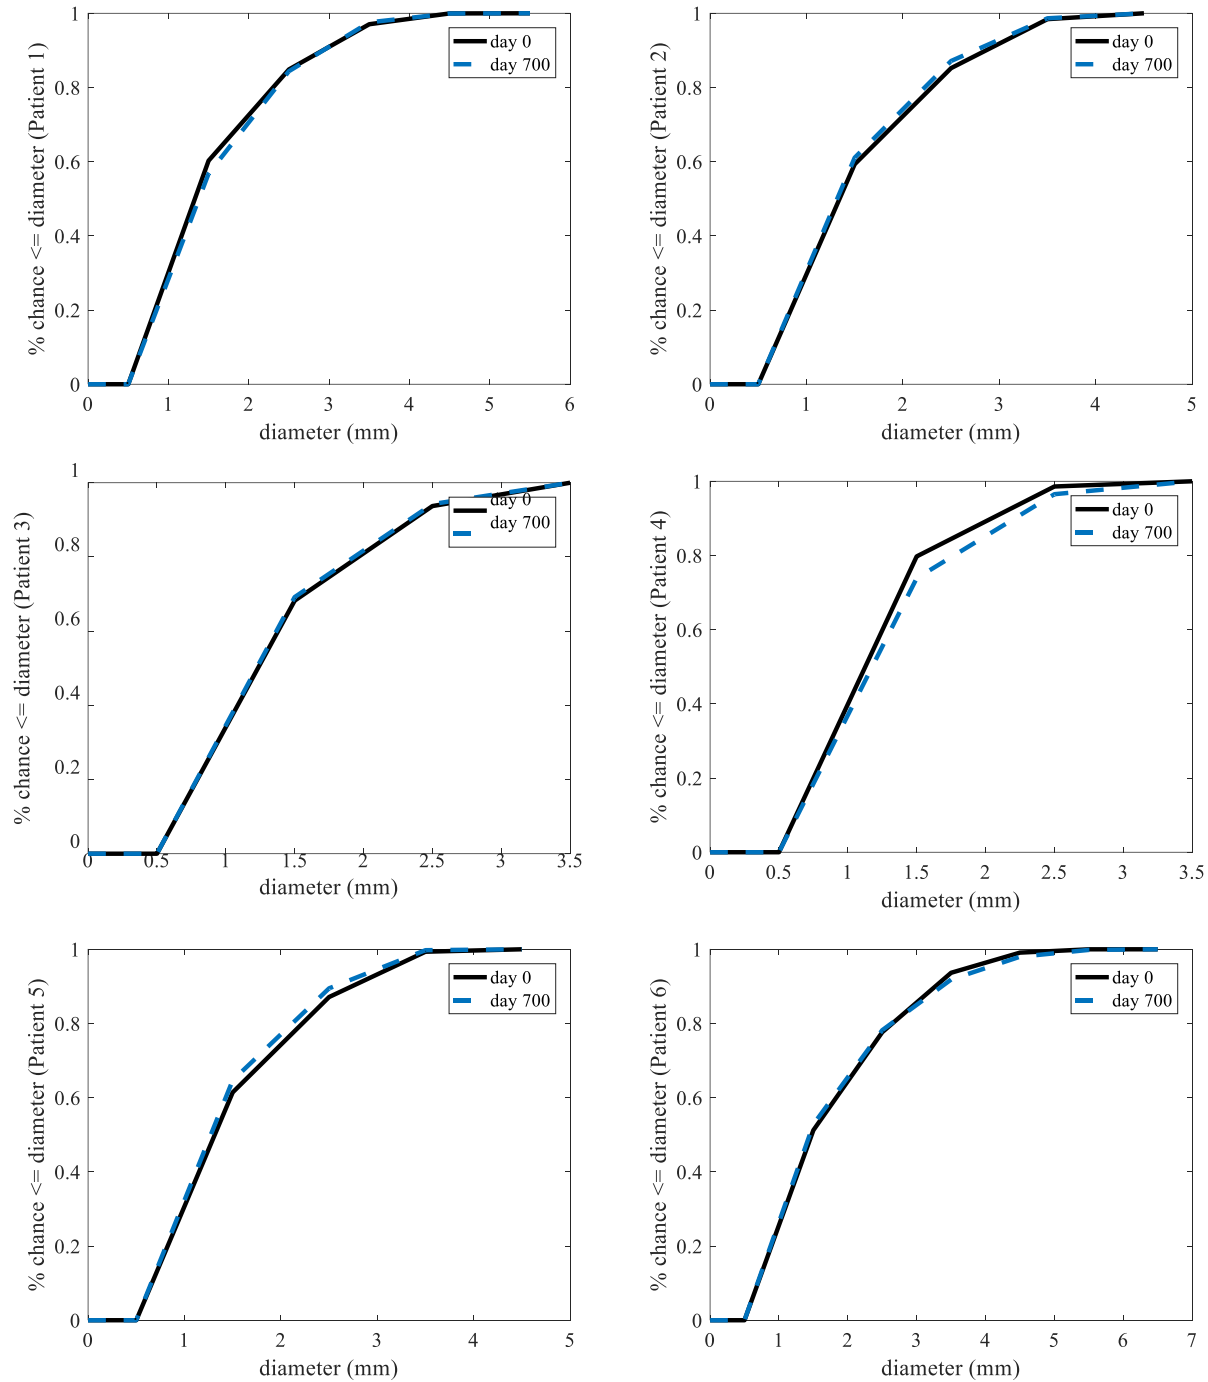 % chance <= diameter (Patient 1)
1
0.8
0.6
0.4
0.2
0
day 0
day 700
0 1 2 3 4 5 6
diameter (mm)
% chance <= diameter (Patient 2)
1
0.8
0.6
0.4
0.2
0
day 0
day 700
0 1 2 3 4 5
diameter (mm)
% chance <= diameter (Patient 3)
1
0.8
0.6
0.4
0.2
0
day 0
day 700
0 0.5 1 1.5 2 2.5 3 3.5
diameter (mm)
% chance <= diameter (Patient 4)
1
0.8
0.6
0.4
0.2
0
day 0
day 700
0 0.5 1 1.5 2 2.5 3 3.5
diameter (mm)
% chance <= diameter (Patient 5)
1
0.8
0.6
0.4
0.2
0
day 0
day 700
0 1 2 3 4 5
diameter (mm)
% chance <= diameter (Patient 6)
1
0.8
0.6
0.4
0.2
0
day 0
day 700
0 1 2 3 4 5 6 7
diameter (mm)